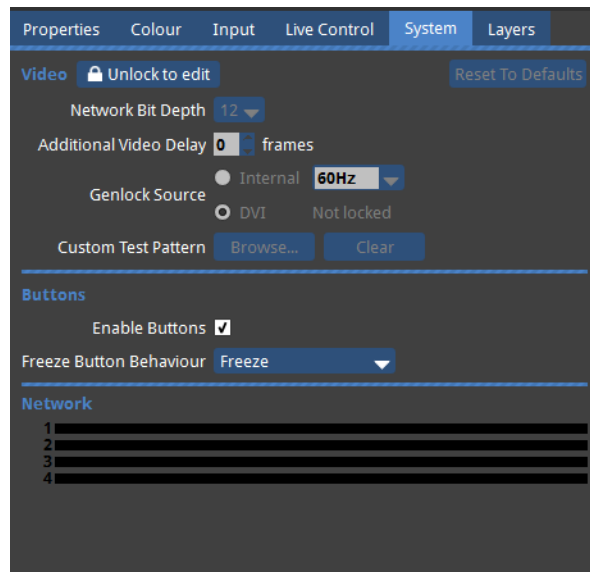 Properties Colour Input Live Control System Layers
Video Unlock to edit Reset To Defaults
Network Bit Depth 12
Additional Video Delay 0 frames
Genlock Source
Internal 60Hz
DVI Not locked
Custom Test Pattern Browse... Clear
Buttons
Enable Buttons
Freeze Button Behaviour Freeze
Network
1
2
3
4